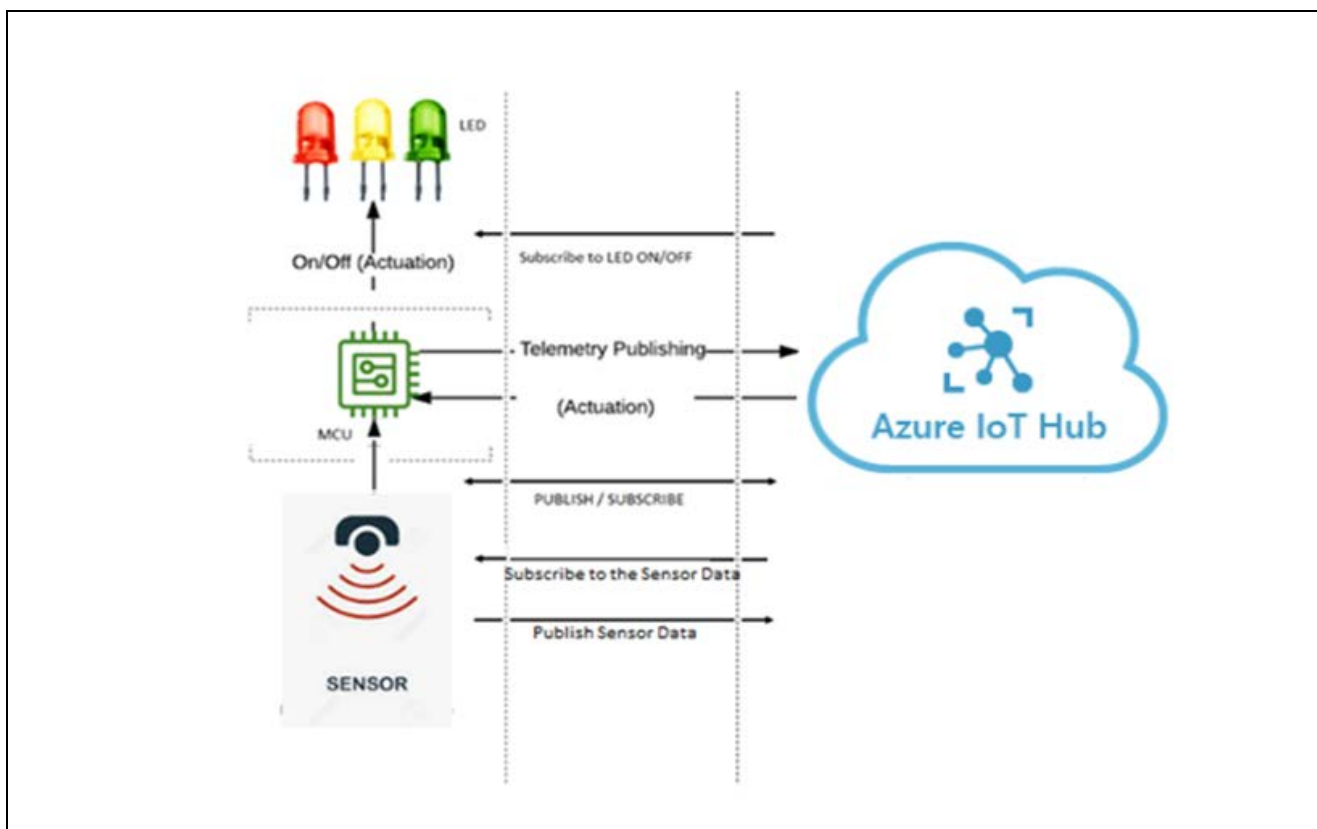 LED
On/Off (Actuation)
Subscribe to LED ON/OFF
Telemetry Publishing
(Actuation)
MCU
Azure IoT Hub
PUBLISH / SUBSCRIBE
Subscribe to the Sensor Data
Publish Sensor Data
SENSOR